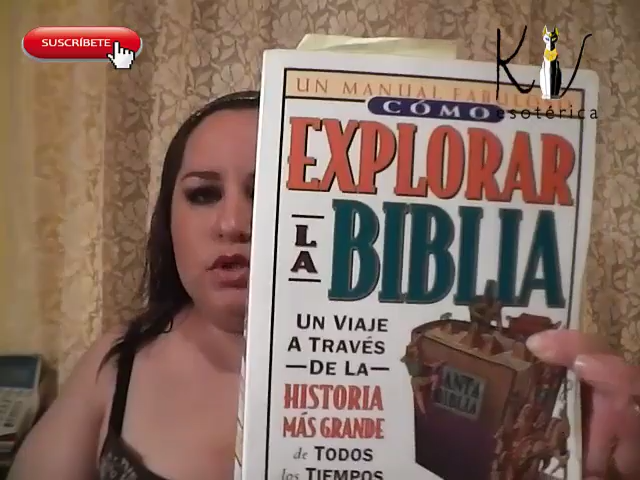 SUSCRÍBETE
KIV
esotérica
UN MANUAL FABULOSO
CÓMO
EXPLORAR
LA
BIBLIA
UN VIAJE
A TRAVÉS
DE LA
HISTORIA
MÁS GRANDE
de TODOS
los TIEMPOS
SANTA
BIBLIA